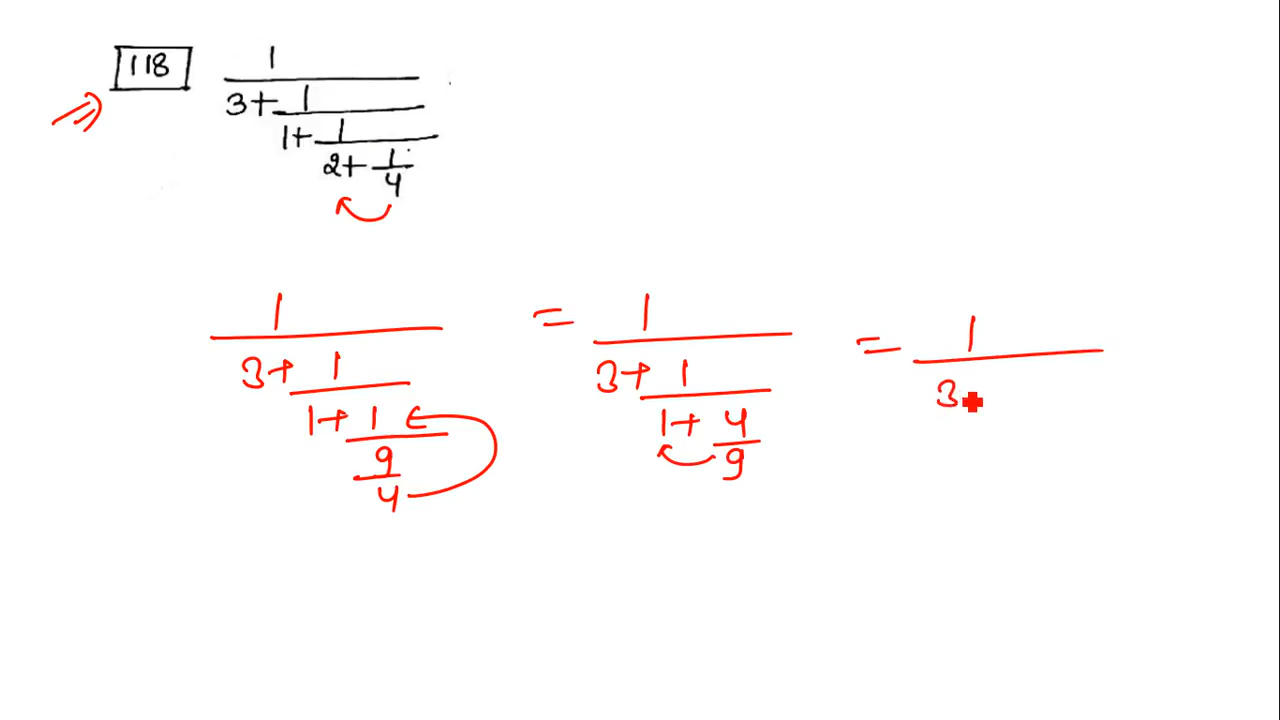 118
1
3+ 1
1+ 1
2+ 1
4
1 = 1 = 1
3+ 1 3+ 1 3
1+ 1 1+ 4
9 9
4